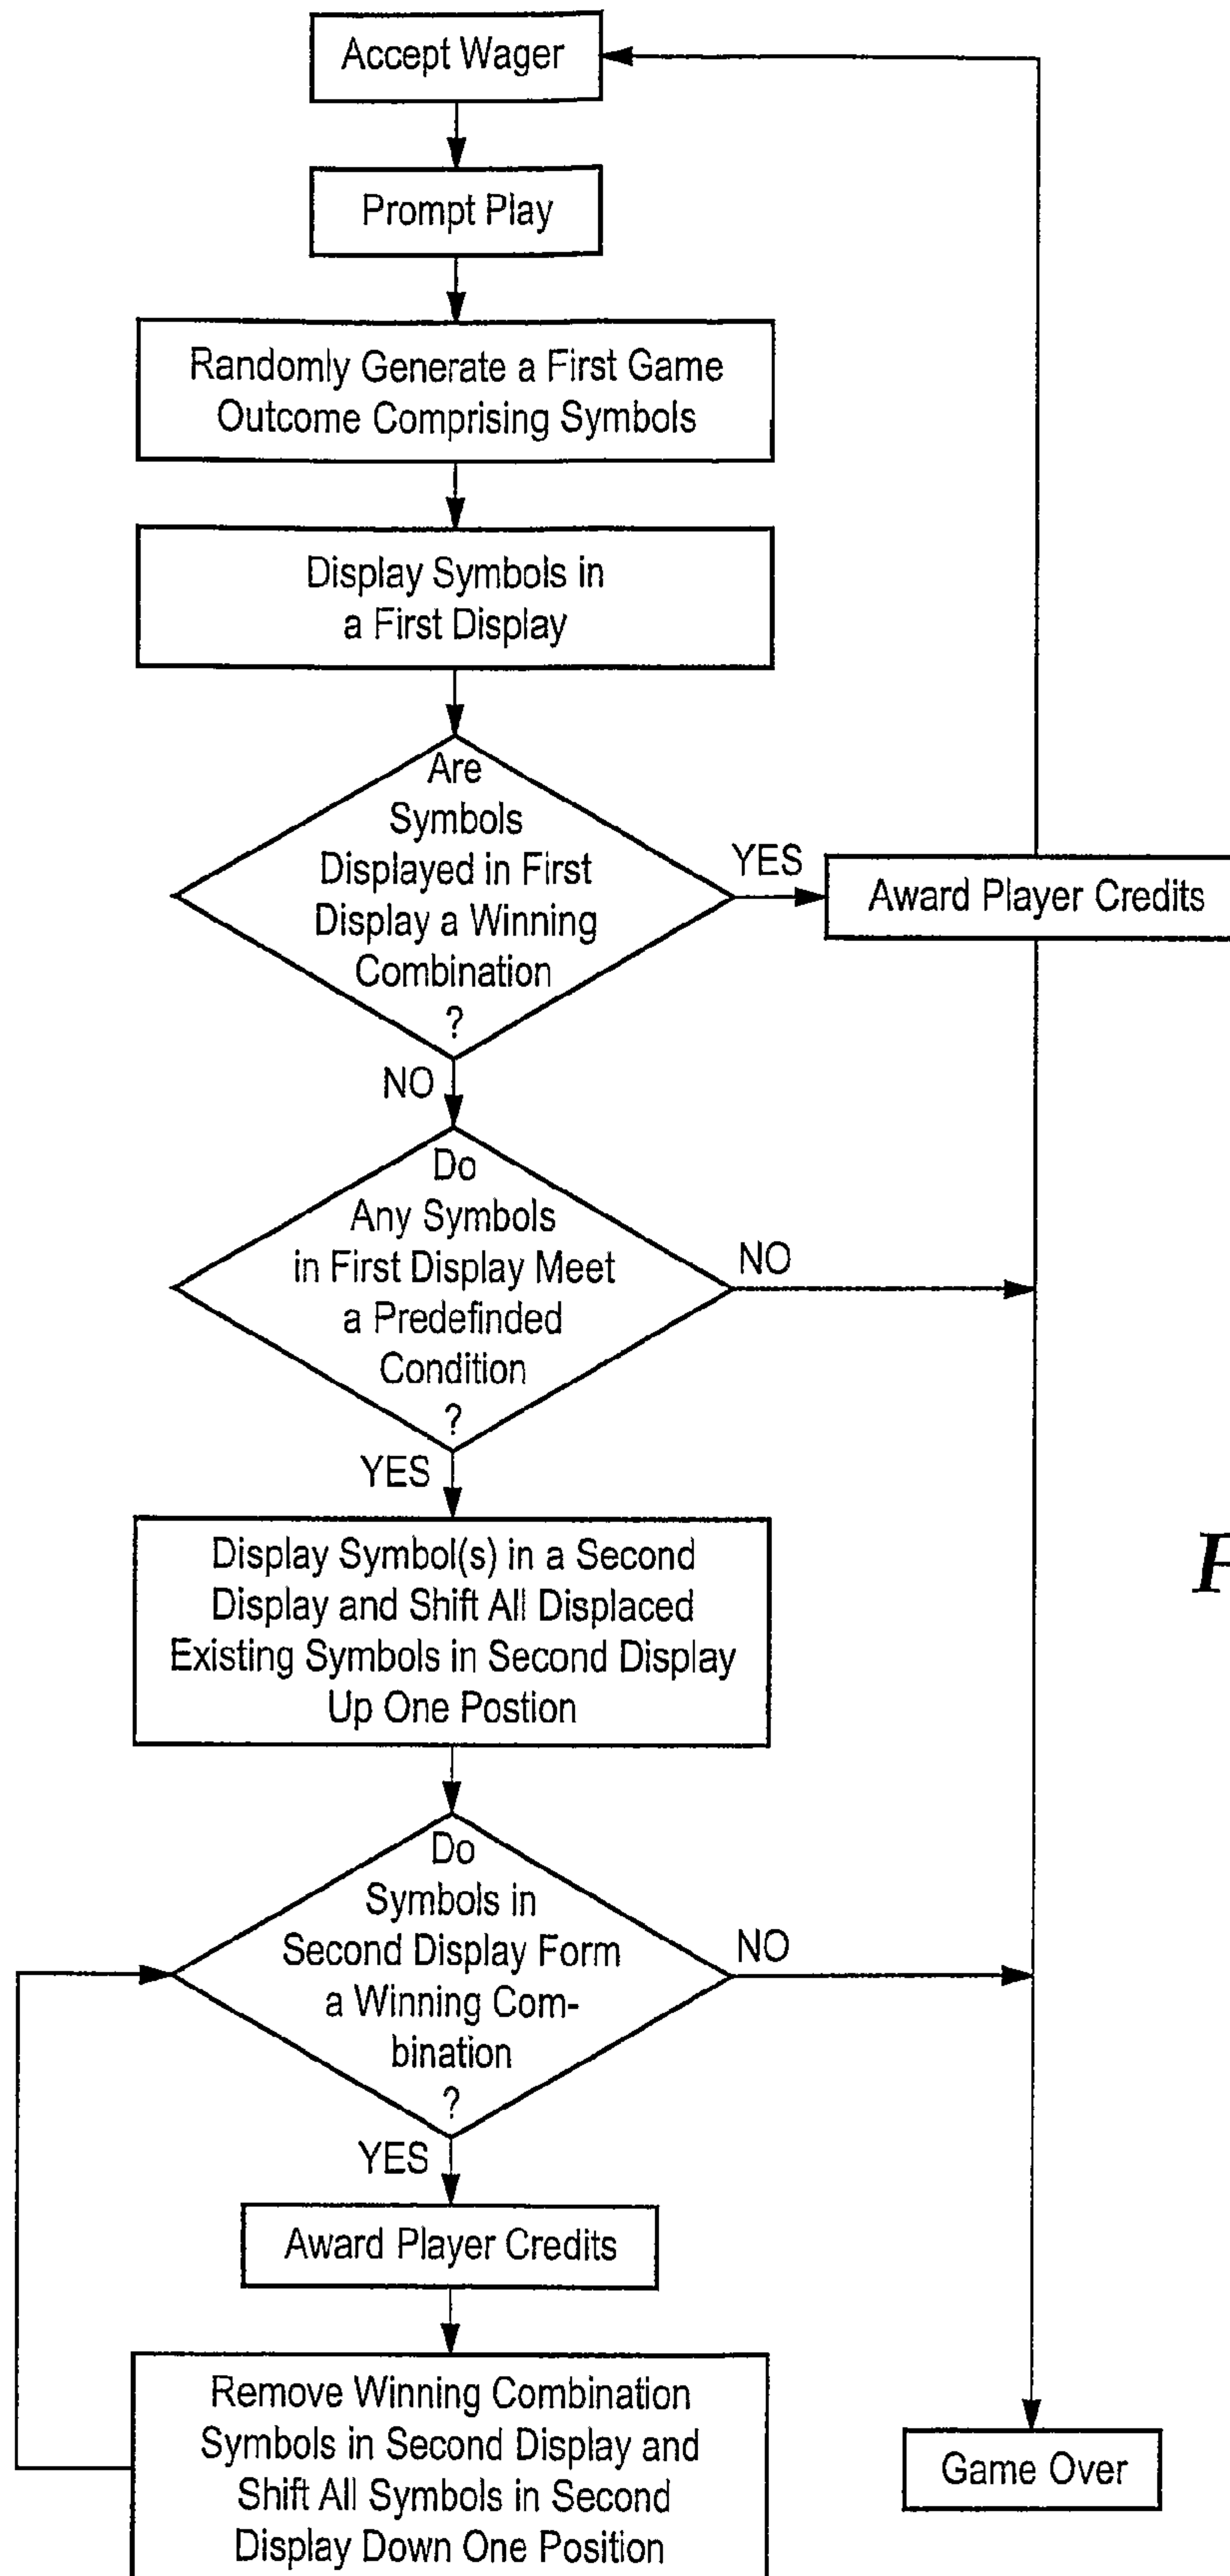 Accept Wager
Prompt Play
Randomly Generate a First Game
Outcome Comprising Symbols
Display Symbols in
a First Display
Are
Symbols
Displayed in First
Display a Winning
Combination
?
YES
Award Player Credits
NO
Do
Any Symbols
in First Display Meet
a Predefinded
Condition
?
NO
YES
Display Symbol(s) in a Second
Display and Shift All Displaced
Existing Symbols in Second Display
Up One Postion
F
Do
Symbols in
Second Display Form
a Winning Com-
bination
?
NO
YES
Award Player Credits
Remove Winning Combination
Symbols in Second Display and
Shift All Symbols in Second
Display Down One Position
Game Over